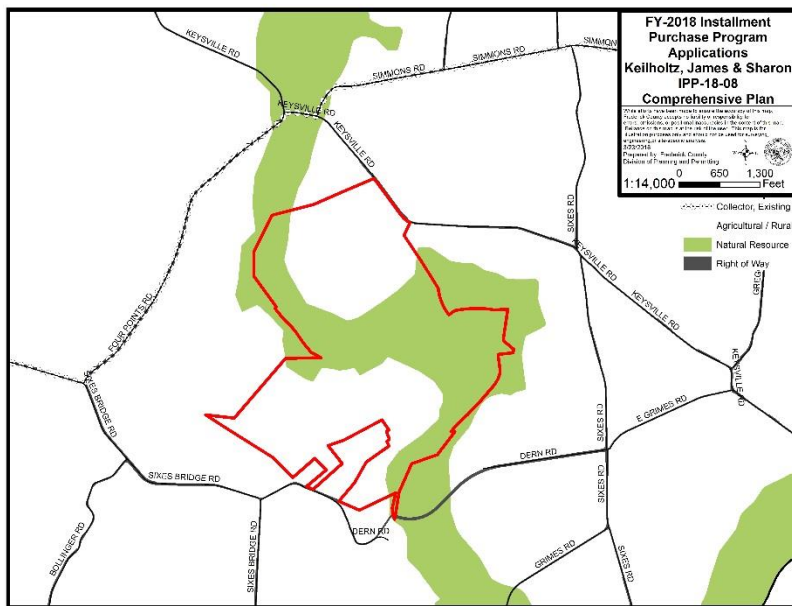 FY-2018 Installment
Purchase Program
Applications
Keilholtz, James & Sharon
IPP-18-08
Comprehensive Plan
Prepared by Frederick County
Division of Planning and Permitting
1:14,000
0 650 1,300
Feet
Collector, Existing
Agricultural / Rural
Natural Resource
Right of Way
KEYSVILLE RD
SIMMONS RD
SIMMONS RD
SIMMONS
KEYSVILLE RD
KEYSVILLE RD
SIXES RD
KEYSVILLE RD
KEYSVILLE RD
FOUR POINTS RD
KEYSVILLE RD
SIXES BRIDGE RD
SIXES RD
E GRIMES RD
DERN RD
SIXES BRIDGE RD
SIXES RD
BOLLINGER RD
SIXES BRIDGE RD
DERN RD
GRIMES RD
SIXES RD